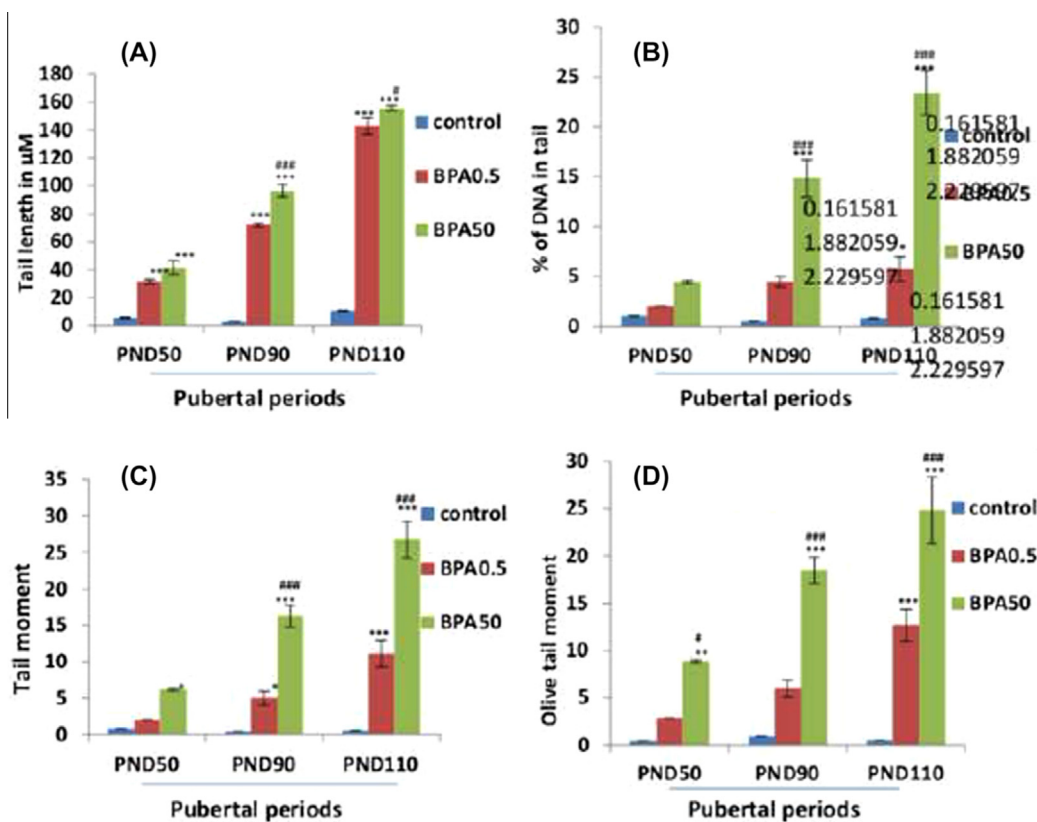 (A)
Tail length in uM
180
160
140
120
100
80
60
40
20
0
***
***
***
###
***
***
#
***
PND50 PND90 PND110
Pubertal periods
control
BPA0.5
BPA50
(B)
% of DNA in tail
30
25
20
15
10
5
0
###
***
###
***
*
0.161581
1.882059
2.229597
0.161581
1.882059
2.229597
0.161581
1.882059
2.229597
PND50 PND90 PND110
Pubertal periods
control
BPA0.5
BPA50
(C)
Tail moment
35
30
25
20
15
10
5
0
*
*
###
***
***
###
***
PND50 PND90 PND110
Pubertal periods
control
BPA0.5
BPA50
(D)
Olive tail moment
30
25
20
15
10
5
0
#
**
###
***
***
###
***
PND50 PND90 PND110
Pubertal periods
control
BPA0.5
BPA50